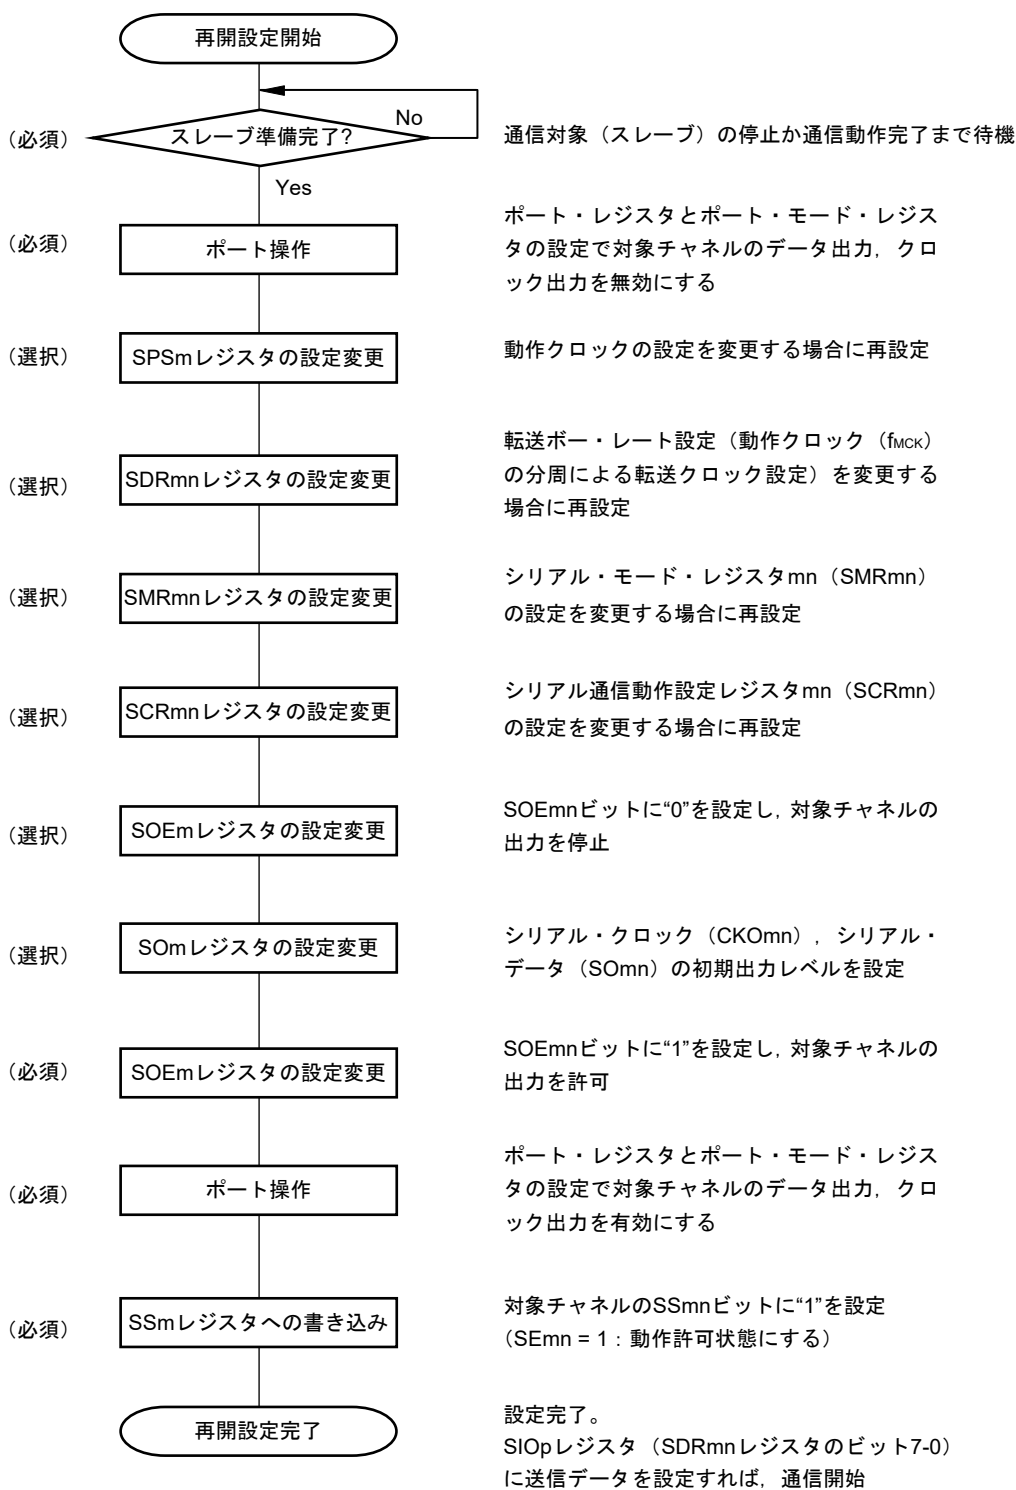 再開設定開始
No
（必須）
スレーブ準備完了?
通信対象（スレーブ）の停止か通信動作完了まで待機
Yes
（必須）
ポート操作
ポート・レジスタとポート・モード・レジス
タの設定で対象チャネルのデータ出力，クロ
ック出力を無効にする
（選択）
SPSmレジスタの設定変更
動作クロックの設定を変更する場合に再設定
（選択）
SDRmnレジスタの設定変更
転送ボー・レート設定（動作クロック（fMCK）
の分周による転送クロック設定）を変更する
場合に再設定
（選択）
SMRmnレジスタの設定変更
シリアル・モード・レジスタmn（SMRmn）
の設定を変更する場合に再設定
（選択）
SCRmnレジスタの設定変更
シリアル通信動作設定レジスタmn（SCRmn）
の設定を変更する場合に再設定
（選択）
SOEmレジスタの設定変更
SOEmnビットに“0”を設定し，対象チャネルの
出力を停止
（選択）
SOmレジスタの設定変更
シリアル・クロック（CKOmn），シリアル・
データ（SOmn）の初期出力レベルを設定
（必須）
SOEmレジスタの設定変更
SOEmnビットに“1”を設定し，対象チャネルの
出力を許可
（必須）
ポート操作
ポート・レジスタとポート・モード・レジス
タの設定で対象チャネルのデータ出力，クロ
ック出力を有効にする
（必須）
SSmレジスタへの書き込み
対象チャネルのSSmnビットに“1”を設定
（SEmn = 1：動作許可状態にする）
再開設定完了
設定完了。
SIOpレジスタ（SDRmnレジスタのビット7-0）
に送信データを設定すれば，通信開始